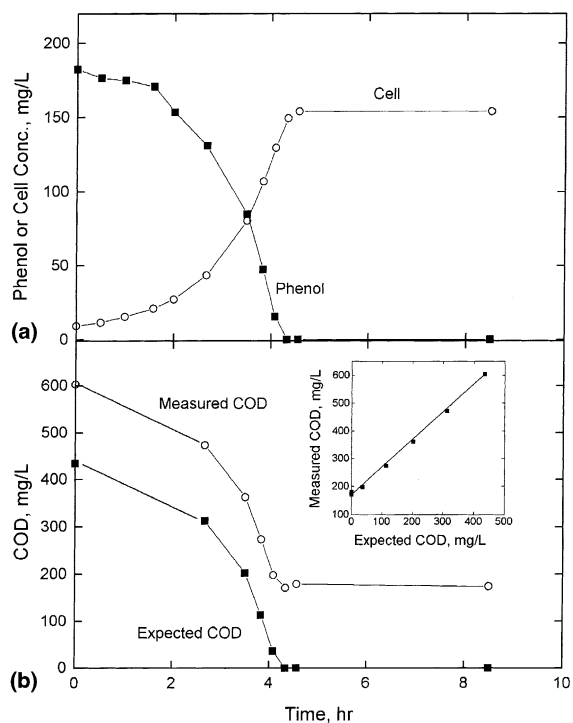 200
150
100
50
0
Phenol or Cell Conc., mg/L
Cell
Phenol
(a)
600
500
400
300
200
100
0
COD, mg/L
Measured COD
Expected COD
600
500
400
300
200
100
Measured COD, mg/L
0 100 200 300 400 500
Expected COD, mg/L
(b)
0 2 4 6 8 10
Time, hr